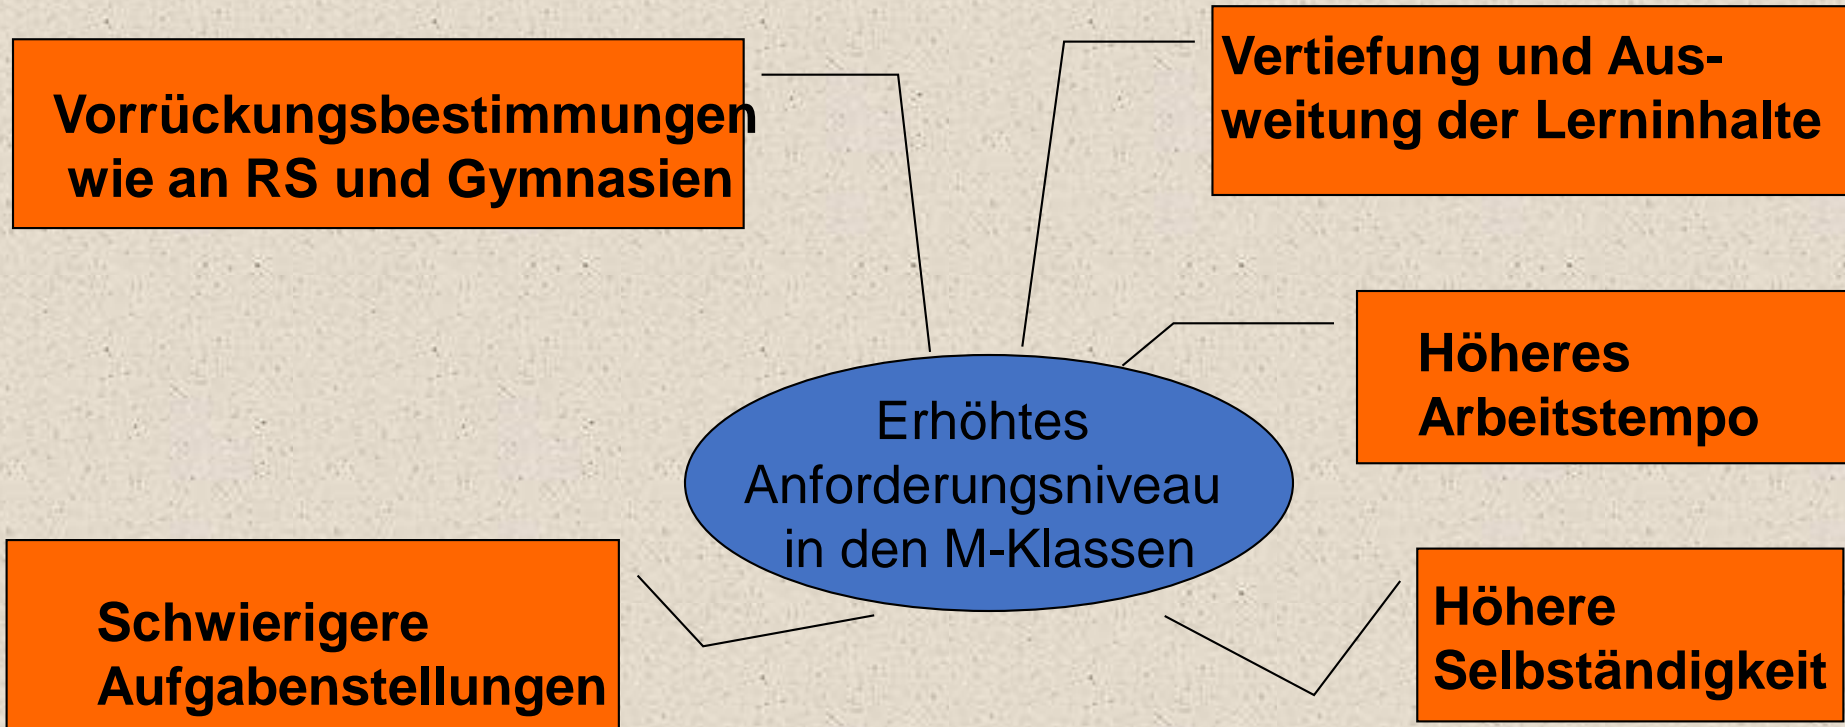 Vorrückungsbestimmungen
wie an RS und Gymnasien
Vertiefung und Aus-
weitung der Lerninhalte
Höheres
Arbeitstempo
Erhöhtes
Anforderungsniveau
in den M-Klassen
Schwierigere
Aufgabenstellungen
Höhere
Selbständigkeit